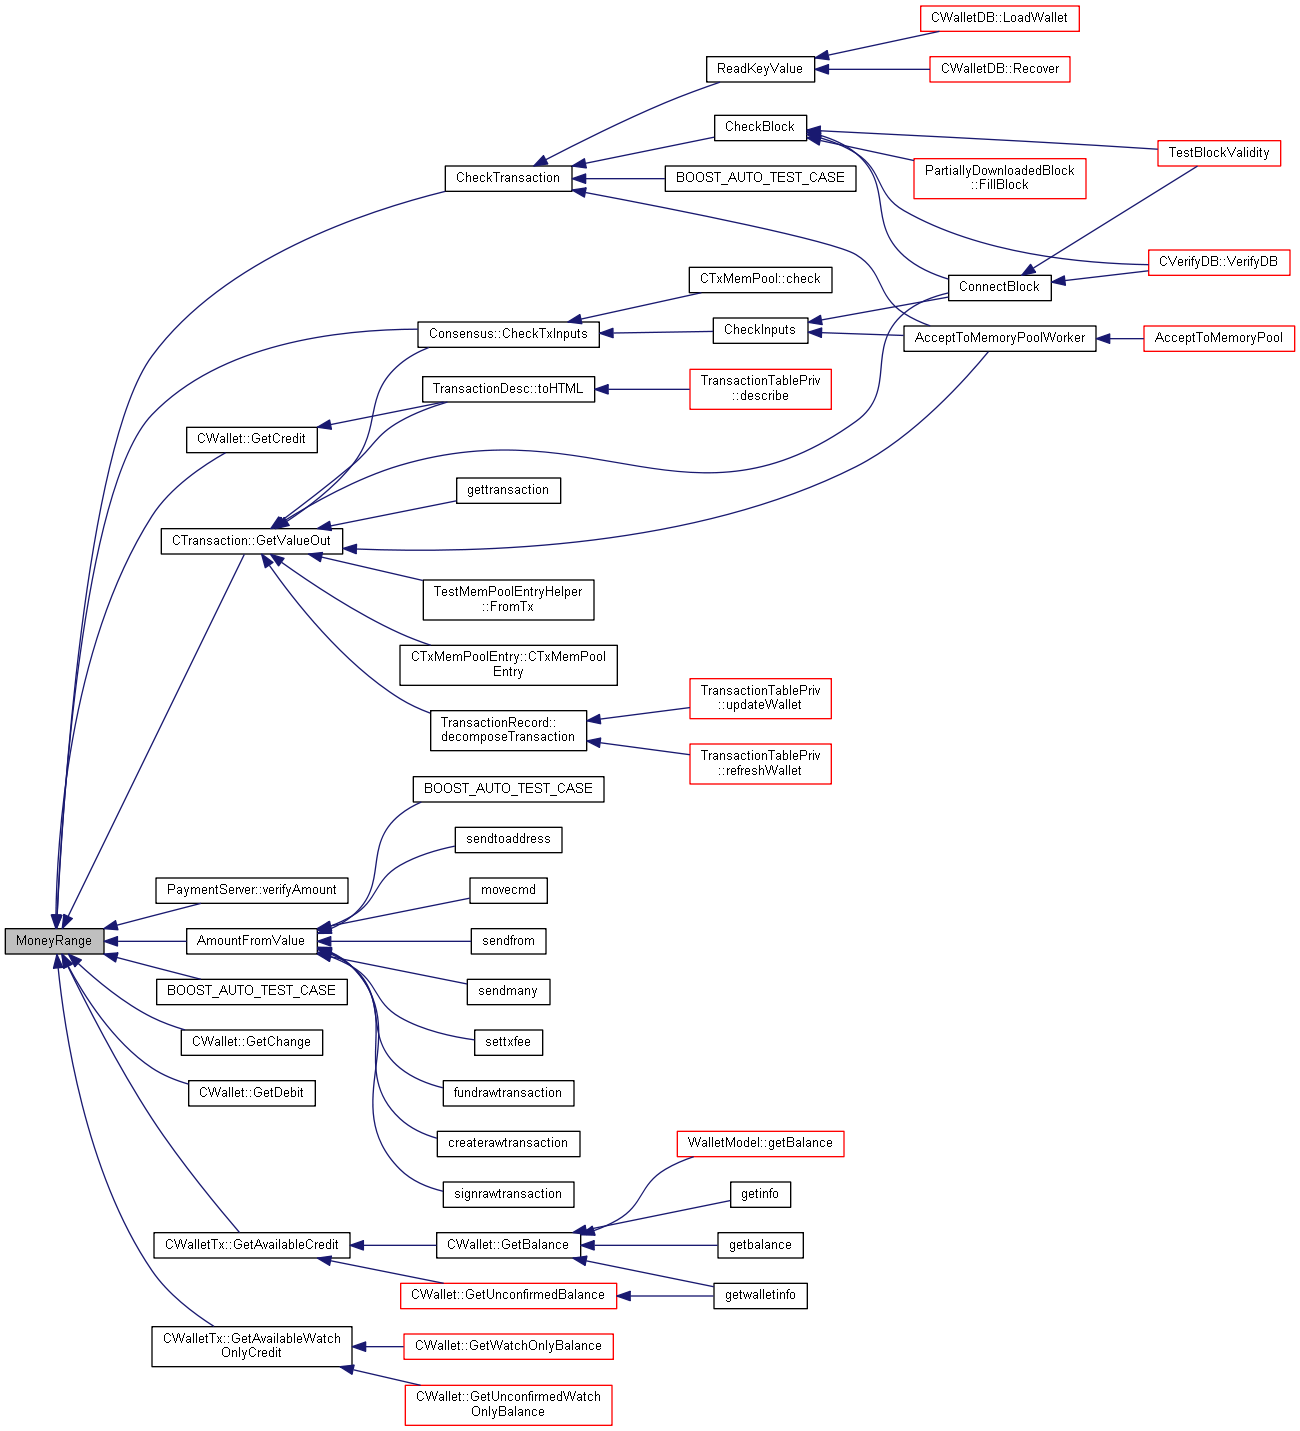 CWalletDB::LoadWallet
ReadKeyValue
CWalletDB::Recover
CheckBlock
TestBlockValidity
CheckTransaction
BOOST_AUTO_TEST_CASE
PartiallyDownloadedBlock
::FillBlock
CVerifyDB::VerifyDB
CTxMemPool::check
ConnectBlock
Consensus::CheckTxInputs
CheckInputs
AcceptToMemoryPoolWorker
AcceptToMemoryPool
TransactionDesc::toHTML
TransactionTablePriv
::describe
CWallet::GetCredit
gettransaction
CTransaction::GetValueOut
TestMemPoolEntryHelper
::FromTx
CTxMemPoolEntry::CTxMemPool
Entry
TransactionRecord::
decomposeTransaction
TransactionTablePriv
::updateWallet
TransactionTablePriv
::refreshWallet
BOOST_AUTO_TEST_CASE
sendtoaddress
PaymentServer::verifyAmount
movecmd
MoneyRange
AmountFromValue
sendfrom
BOOST_AUTO_TEST_CASE
sendmany
CWallet::GetChange
settxfee
CWallet::GetDebit
fundrawtransaction
createrawtransaction
WalletModel::getBalance
signrawtransaction
getinfo
CWalletTx::GetAvailableCredit
CWallet::GetBalance
getbalance
CWallet::GetUnconfirmedBalance
getwalletinfo
CWalletTx::GetAvailableWatch
OnlyCredit
CWallet::GetWatchOnlyBalance
CWallet::GetUnconfirmedWatch
OnlyBalance